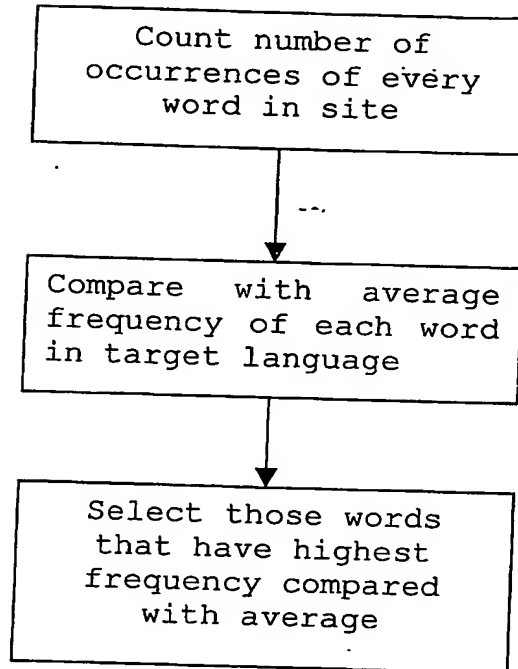 Count number of
occurrences of every
word in site
Compare with average
frequency of each word
in target language
Select those words
that have highest
frequency compared
with average